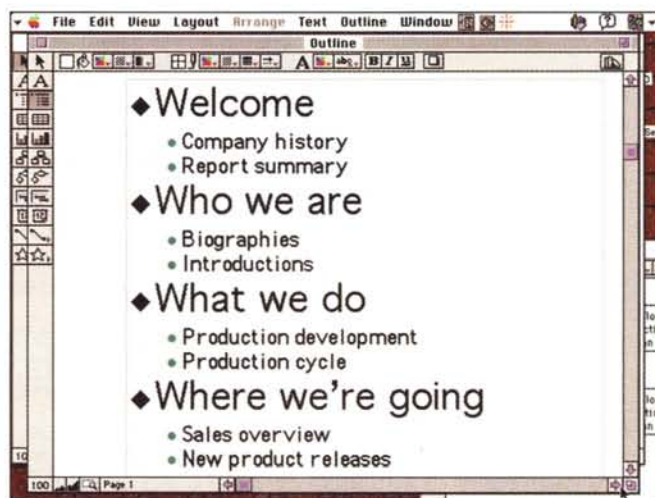 File Edit View Layout Arrange Text Outline Window
Outline
A A A abc B I U
◆Welcome
• Company history
• Report summary
◆Who we are
• Biographies
• Introductions
◆What we do
• Production development
• Production cycle
◆Where we're going
• Sales overview
• New product releases
100 Page 1